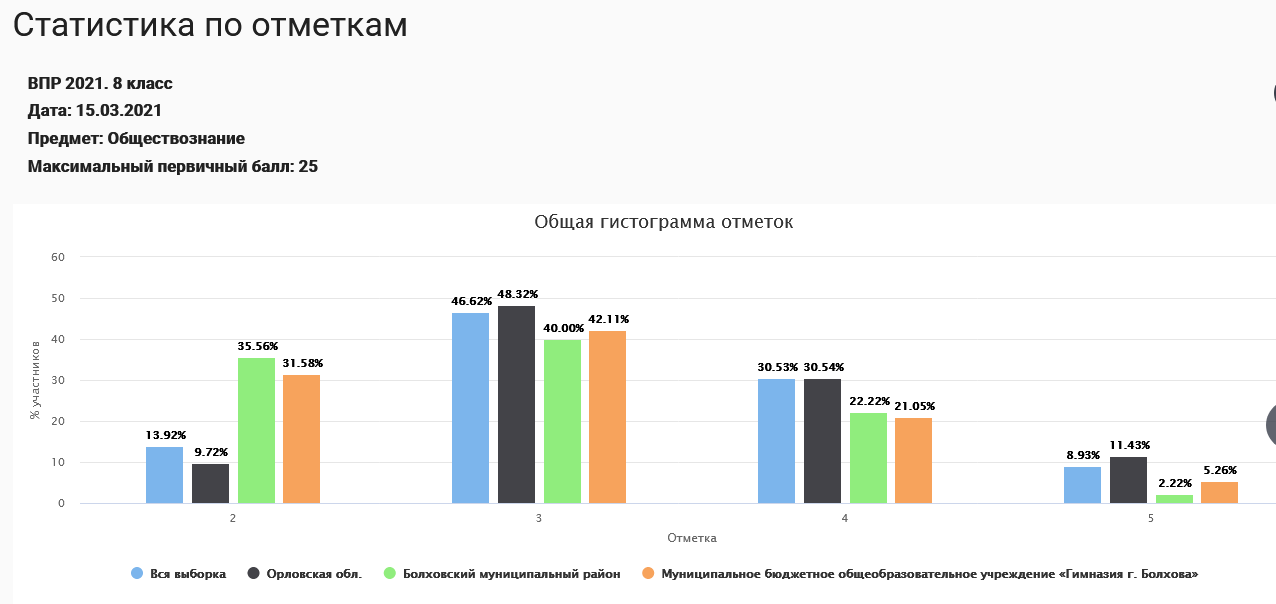 Статистика по отметкам
ВПР 2021. 8 класс
Дата: 15.03.2021
Предмет: Обществознание
Максимальный первичный балл: 25
Общая гистограмма отметок
% участников
60
50
40
30
20
10
0
13.92% 9.72% 35.56% 31.58%
46.62% 48.32% 40.00% 42.11%
30.53% 30.54% 22.22% 21.05%
8.93% 11.43% 2.22% 5.26%
2 3 4 5
Отметка
Вся выборка Орловская обл. Болховский муниципальный район Муниципальное бюджетное общеобразовательное учреждение «Гимназия г. Болхова»